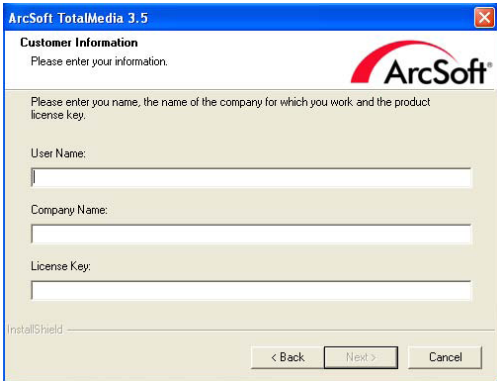 ArcSoft TotalMedia 3.5
Customer Information
Please enter your information.
ArcSoft®
Please enter you name, the name of the company for which you work and the product
license key.
User Name:
Company Name:
License Key:
InstallShield
< Back
Next >
Cancel